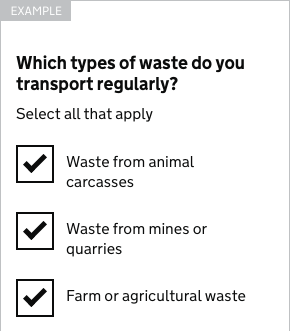 EXAMPLE
Which types of waste do you
transport regularly?
Select all that apply
Waste from animal
carcasses
Waste from mines or
quarries
Farm or agricultural waste